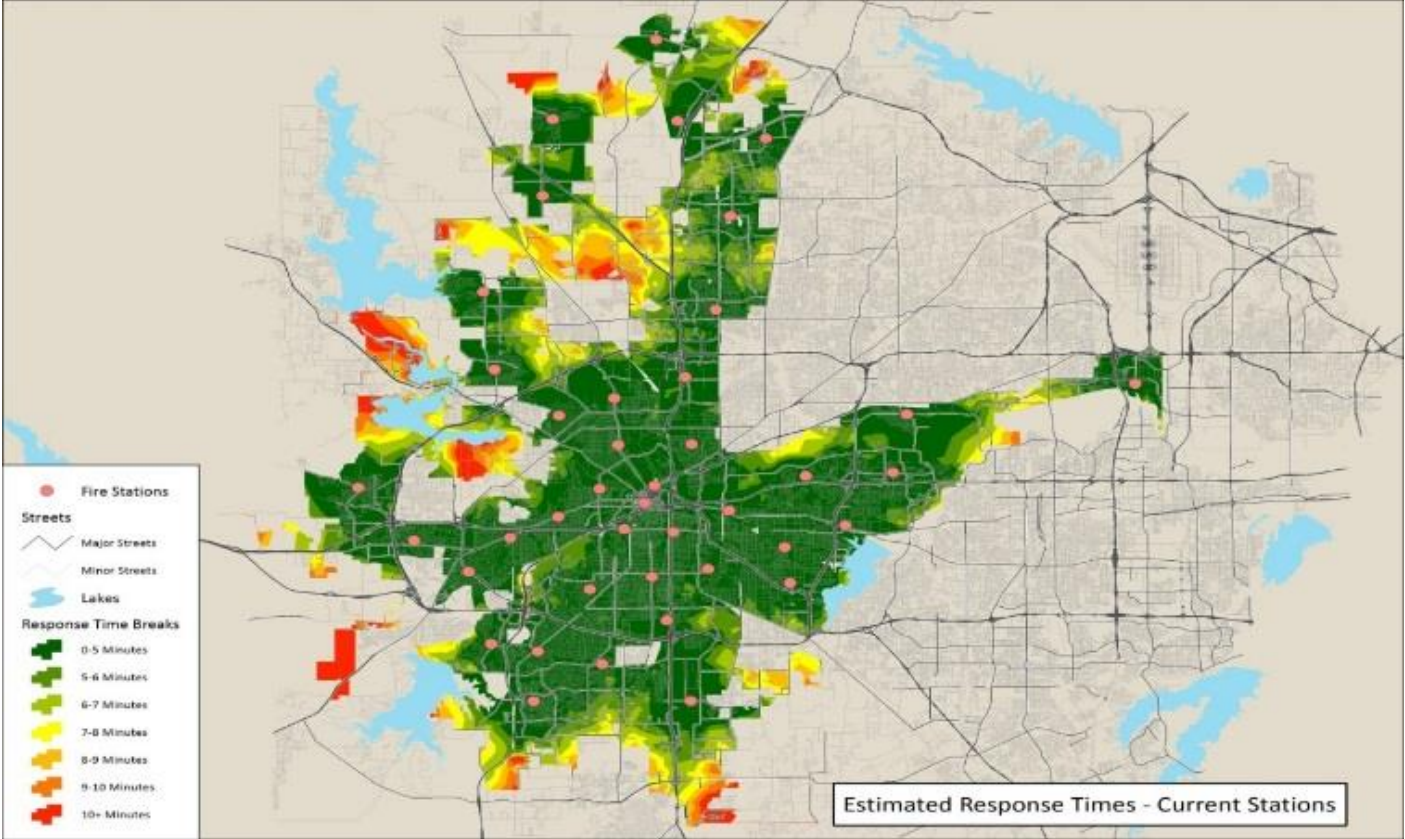 Fire Stations
Streets
Major Streets
Minor Streets
Lakes
Response Time Breaks
0-5 Minutes
5-6 Minutes
6-7 Minutes
7-8 Minutes
8-9 Minutes
9-10 Minutes
10+ Minutes
Estimated Response Times - Current Stations